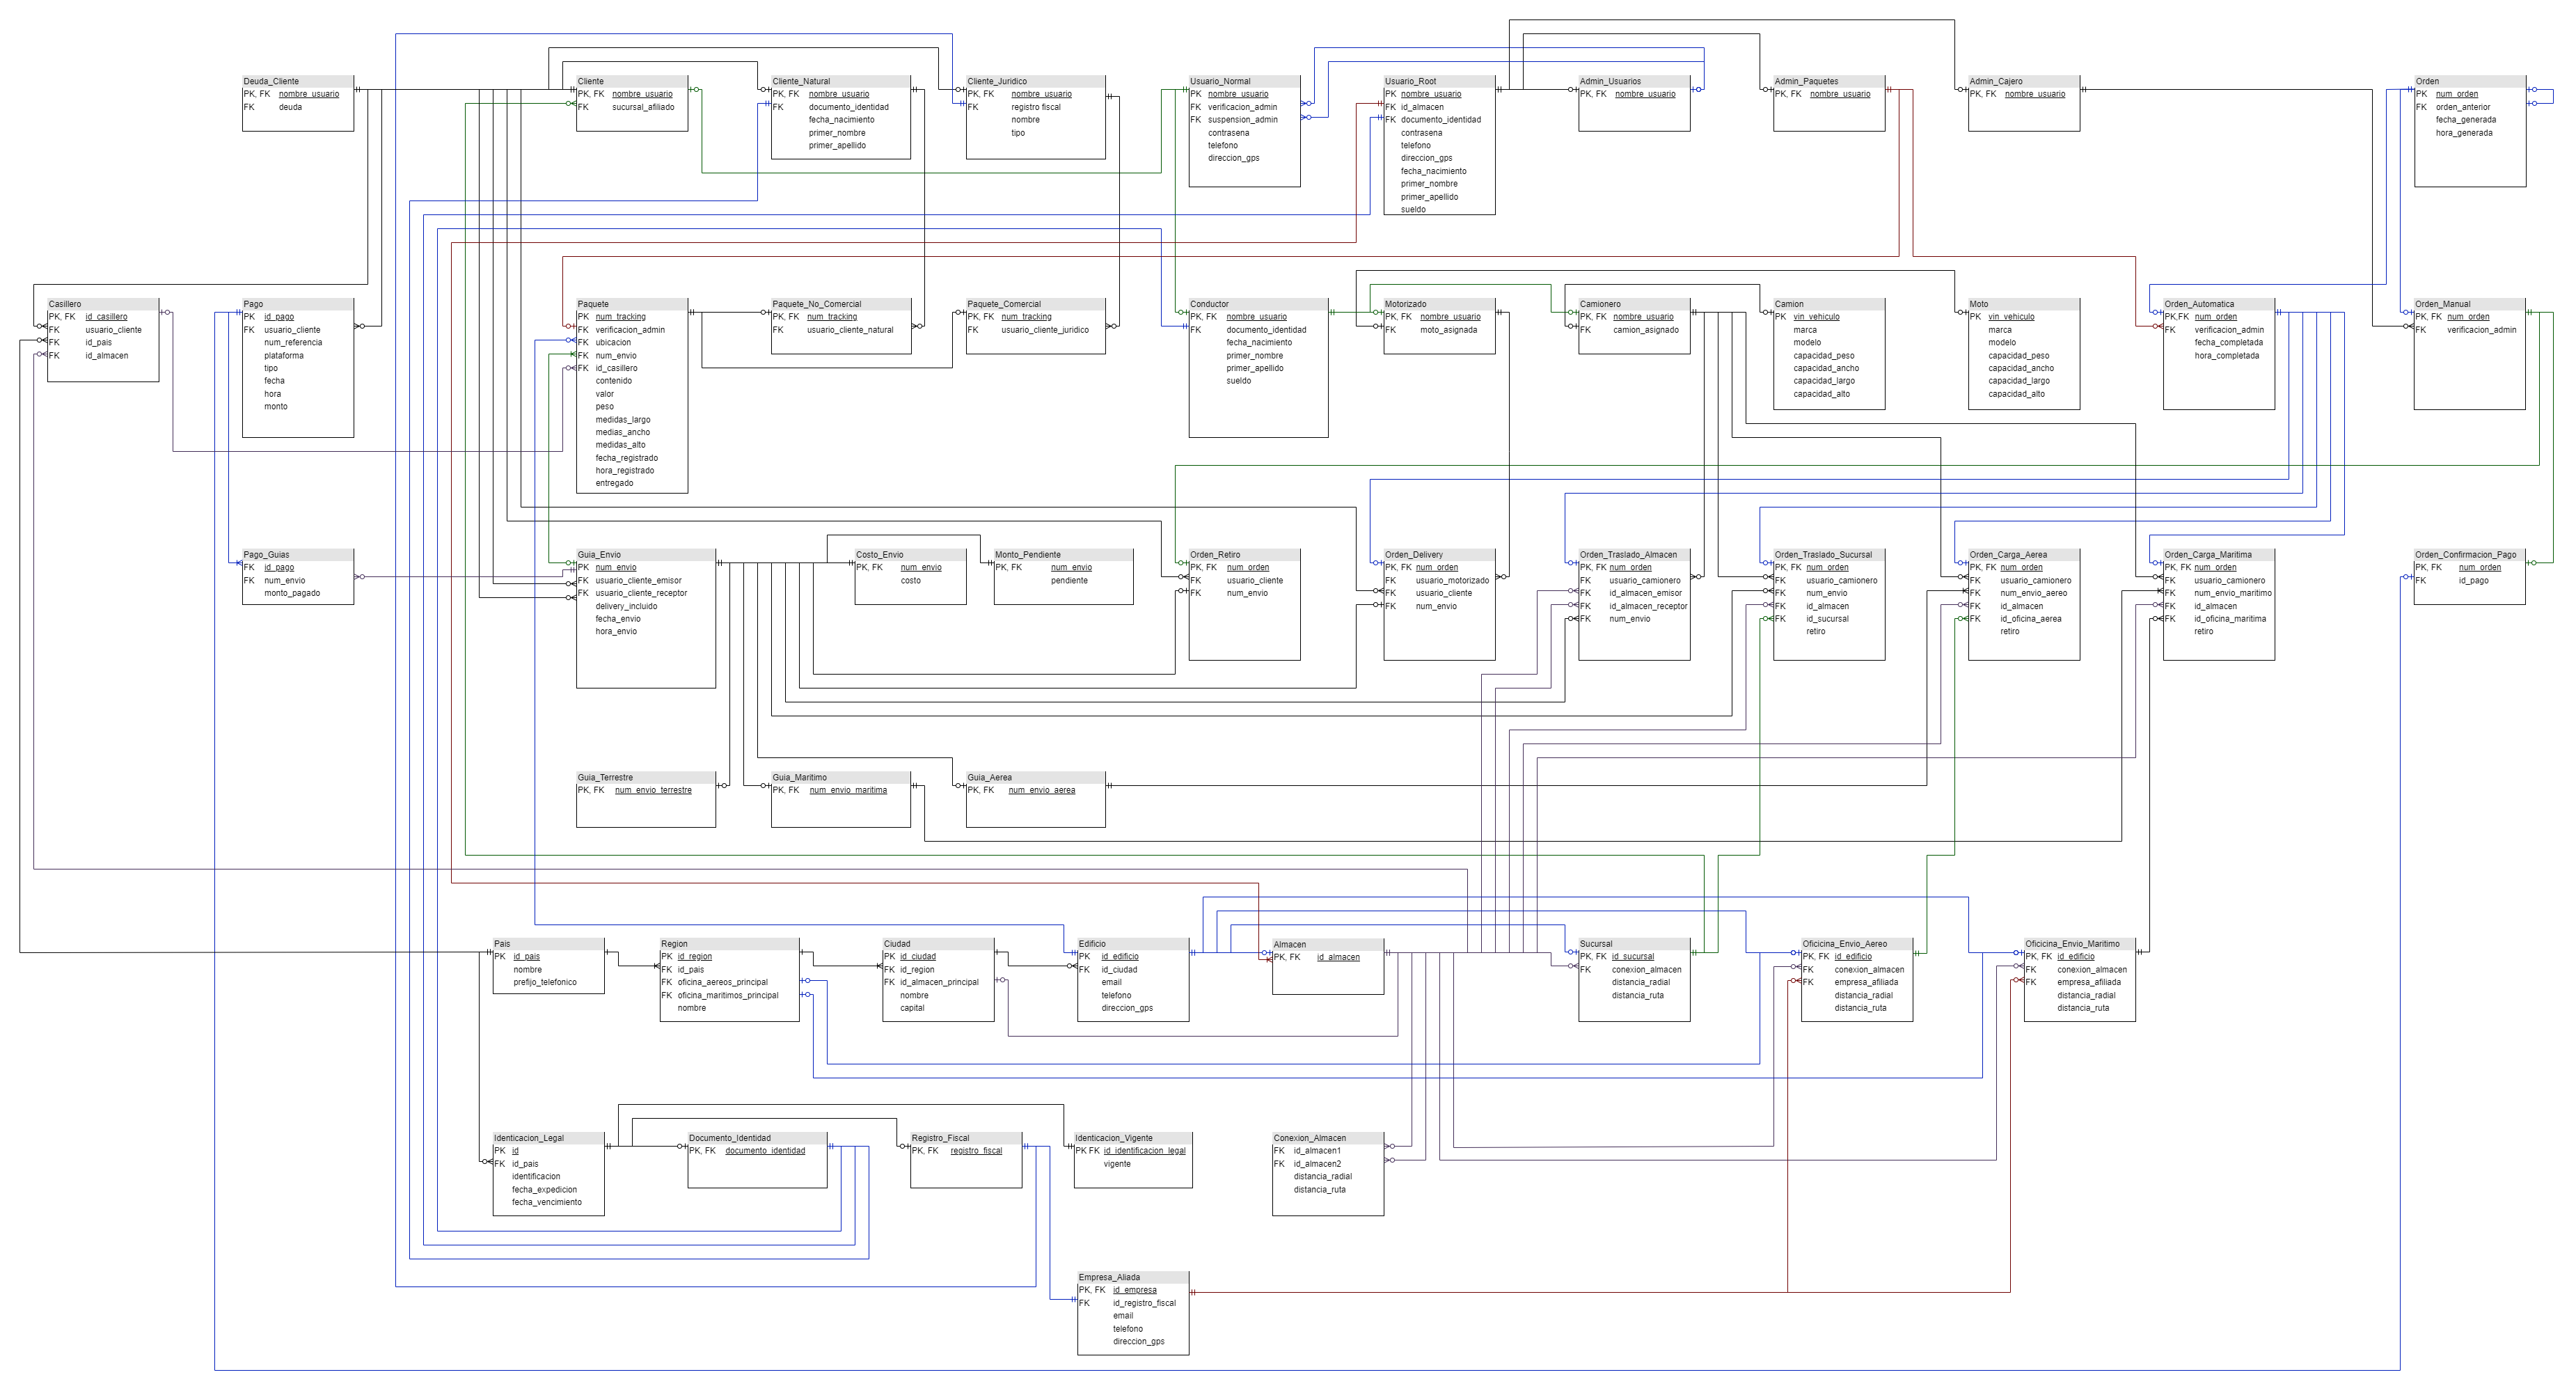 Deuda_Cliente
PK, FK nombre_usuario
FK deuda
Cliente
PK, FK nombre_usuario
FK sucursal_afiliado
Cliente_Natural
PK, FK nombre_usuario
FK documento_identidad
fecha_nacimiento
primer_nombre
primer_apellido
Cliente_Juridico
PK, FK nombre_usuario
FK registro fiscal
nombre
tipo
Usuario_Normal
PK nombre_usuario
FK verificacion_admin
FK suspension_admin
contrasena
telefono
direccion_gps
Usuario_Root
PK nombre_usuario
FK id_almacen
FK documento_identidad
contrasena
telefono
direccion_gps
fecha_nacimiento
primer_nombre
primer_apellido
sueldo
Admin_Usuarios
PK, FK nombre_usuario
Admin_Paquetes
PK, FK nombre_usuario
Admin_Cajero
PK, FK nombre_usuario
Orden
PK num_orden
FK orden_anterior
fecha_generada
hora_generada
Casillero
PK, FK id_casillero
FK usuario_cliente
FK id_pais
FK id_almacen
Pago
PK id_pago
FK usuario_cliente
num_referencia
plataforma
tipo
fecha
hora
monto
Paquete
PK num_tracking
FK verificacion_admin
FK ubicacion
FK num_envio
FK id_casillero
contenido
valor
peso
medidas_largo
medias_ancho
medidas_alto
fecha_registrado
hora_registrado
entregado
Paquete_No_Comercial
PK, FK num_tracking
FK usuario_cliente_natural
Paquete_Comercial
PK, FK num_tracking
FK usuario_cliente_juridico
Conductor
PK, FK nombre_usuario
FK documento_identidad
fecha_nacimiento
primer_nombre
primer_apellido
sueldo
Motorizado
PK, FK nombre_usuario
FK moto_asignada
Camionero
PK, FK nombre_usuario
FK camion_asignado
Camion
PK vin_vehiculo
marca
modelo
capacidad_peso
capacidad_ancho
capacidad_largo
capacidad_alto
Moto
PK vin_vehiculo
marca
modelo
capacidad_peso
capacidad_ancho
capacidad_largo
capacidad_alto
Orden_Automatica
PK,FK num_orden
FK verificacion_admin
fecha_completada
hora_completada
Orden_Manual
PK, FK num_orden
FK verificacion_admin
Pago_Guias
FK id_pago
FK num_envio
monto_pagado
Guia_Envio
PK num_envio
FK usuario_cliente_emisor
FK usuario_cliente_receptor
delivery_incluido
fecha_envio
hora_envio
Costo_Envio
PK, FK num_envio
costo
Monto_Pendiente
PK, FK num_envio
pendiente
Orden_Retiro
PK, FK num_orden
FK usuario_cliente
FK num_envio
Orden_Delivery
PK, FK num_orden
FK usuario_motorizado
FK usuario_cliente
FK num_envio
Orden_Traslado_Almacen
PK, FK num_orden
FK usuario_camionero
FK id_almacen_emisor
FK id_almacen_receptor
FK num_envio
Orden_Traslado_Sucursal
PK, FK num_orden
FK usuario_camionero
FK num_envio
FK id_almacen
FK id_sucursal
retiro
Orden_Carga_Aerea
PK, FK num_orden
FK usuario_camionero
FK num_envio_aereo
FK id_almacen
FK id_oficina_aerea
retiro
Orden_Carga_Maritima
PK, FK num_orden
FK usuario_camionero
FK num_envio_maritimo
FK id_almacen
FK id_oficina_maritima
retiro
Orden_Confirmacion_Pago
PK, FK num_orden
FK id_pago
Guia_Terrestre
PK, FK num_envio_terrestre
Guia_Maritimo
PK, FK num_envio_maritima
Guia_Aerea
PK, FK num_envio_aerea
Pais
PK id_pais
nombre
prefijo_telefonico
Region
PK id_region
FK id_pais
FK oficina_aereos_principal
FK oficina_maritimos_principal
nombre
Ciudad
PK id_ciudad
FK id_region
FK id_almacen_principal
nombre
capital
Edificio
PK id_edificio
FK id_ciudad
email
telefono
direccion_gps
Almacen
PK, FK id_almacen
Sucursal
PK, FK id_sucursal
FK conexion_almacen
distancia_radial
distancia_ruta
Oficicina_Envio_Aereo
PK, FK id_edificio
FK conexion_almacen
FK empresa_afiliada
distancia_radial
distancia_ruta
Oficicina_Envio_Maritimo
PK, FK id_edificio
FK conexion_almacen
FK empresa_afiliada
distancia_radial
distancia_ruta
Identicacion_Legal
PK id
FK id_pais
identificacion
fecha_expedicion
fecha_vencimiento
Documento_Identidad
PK, FK documento_identidad
Registro_Fiscal
PK, FK registro_fiscal
Identicacion_Vigente
PK FK id_identificacion_legal
vigente
Conexion_Almacen
FK id_almacen1
FK id_almacen2
distancia_radial
distancia_ruta
Empresa_Aliada
PK, FK id_empresa
FK id_registro_fiscal
email
telefono
direccion_gps